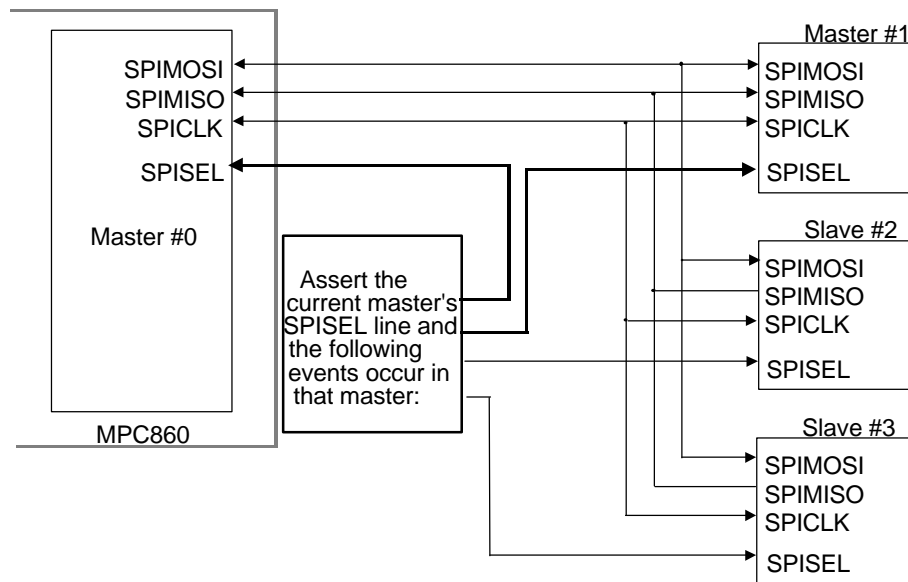 SPIMOSI
SPIMISO
SPICLK
SPISEL
Master #0
MPC860
Assert the
current master's
SPISEL line and
the following
events occur in
that master:
Master #1
SPIMOSI
SPIMISO
SPICLK
SPISEL
Slave #2
SPIMOSI
SPIMISO
SPICLK
SPISEL
Slave #3
SPIMOSI
SPIMISO
SPICLK
SPISEL